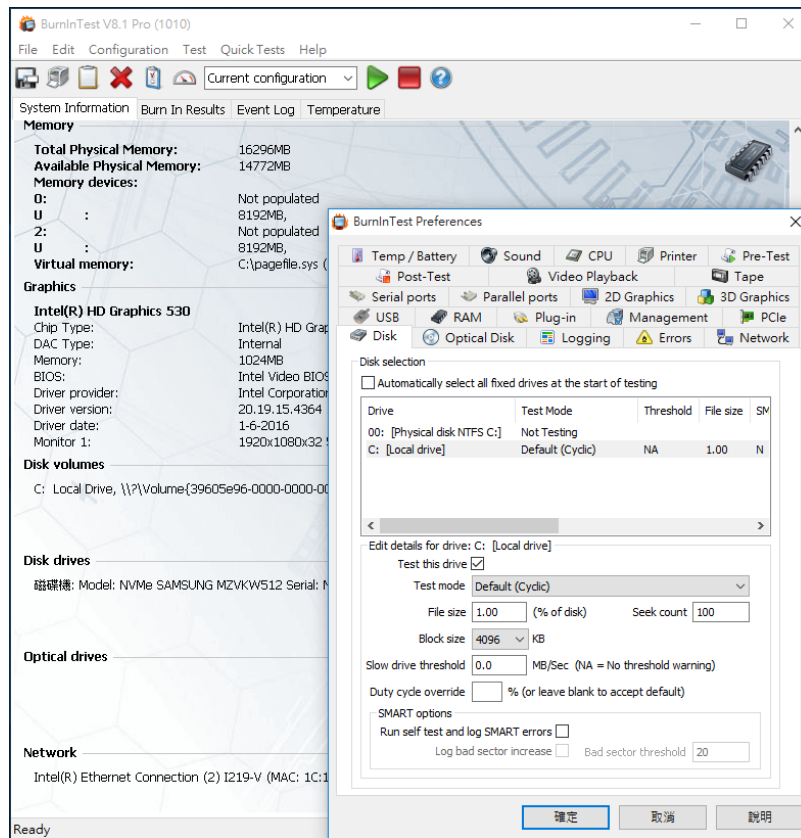 BurnInTest V8.1 Pro (1010)
File Edit Configuration Test Quick Tests Help
Current configuration
System Information Burn In Results Event Log Temperature
Memory
Total Physical Memory: 16296MB
Available Physical Memory: 14772MB
Memory devices:
0: Not populated
U : 8192MB,
2: Not populated
U : 8192MB,
Virtual memory: C:\pagefile.sys (
Graphics
Intel(R) HD Graphics 530
Chip Type: Intel(R) HD Grap
DAC Type: Internal
Memory: 1024MB
BIOS: Intel Video BIOS
Driver provider: Intel Corporation
Driver version: 20.19.15.4364
Driver date: 1-6-2016
Monitor 1: 1920x1080x32
Disk volumes
C: Local Drive, \\?\Volume{39605e96-0000-0000-00
Disk drives
磁碟機: Model: NVMe SAMSUNG MZVKW512 Serial: N
Optical drives
Network
Intel(R) Ethernet Connection (2) I219-V (MAC: 1C:1
Ready
BurnInTest Preferences
Temp / Battery Sound CPU Printer Pre-Test
Post-Test Video Playback Tape
Serial ports Parallel ports 2D Graphics 3D Graphics
USB RAM Plug-in Management PCIe
Disk Optical Disk Logging Errors Network
Disk selection
Automatically select all fixed drives at the start of testing
Drive Test Mode Threshold File size SM
00: [Physical disk NTFS C:] Not Testing
C: [Local drive] Default (Cyclic) NA 1.00 N
Edit details for drive: C: [Local drive]
Test this drive
Test mode Default (Cyclic)
File size 1.00 (% of disk) Seek count 100
Block size 4096 KB
Slow drive threshold 0.0 MB/Sec (NA = No threshold warning)
Duty cycle override % (or leave blank to accept default)
SMART options
Run self test and log SMART errors
Log bad sector increase Bad sector threshold 20
確定 取消 說明